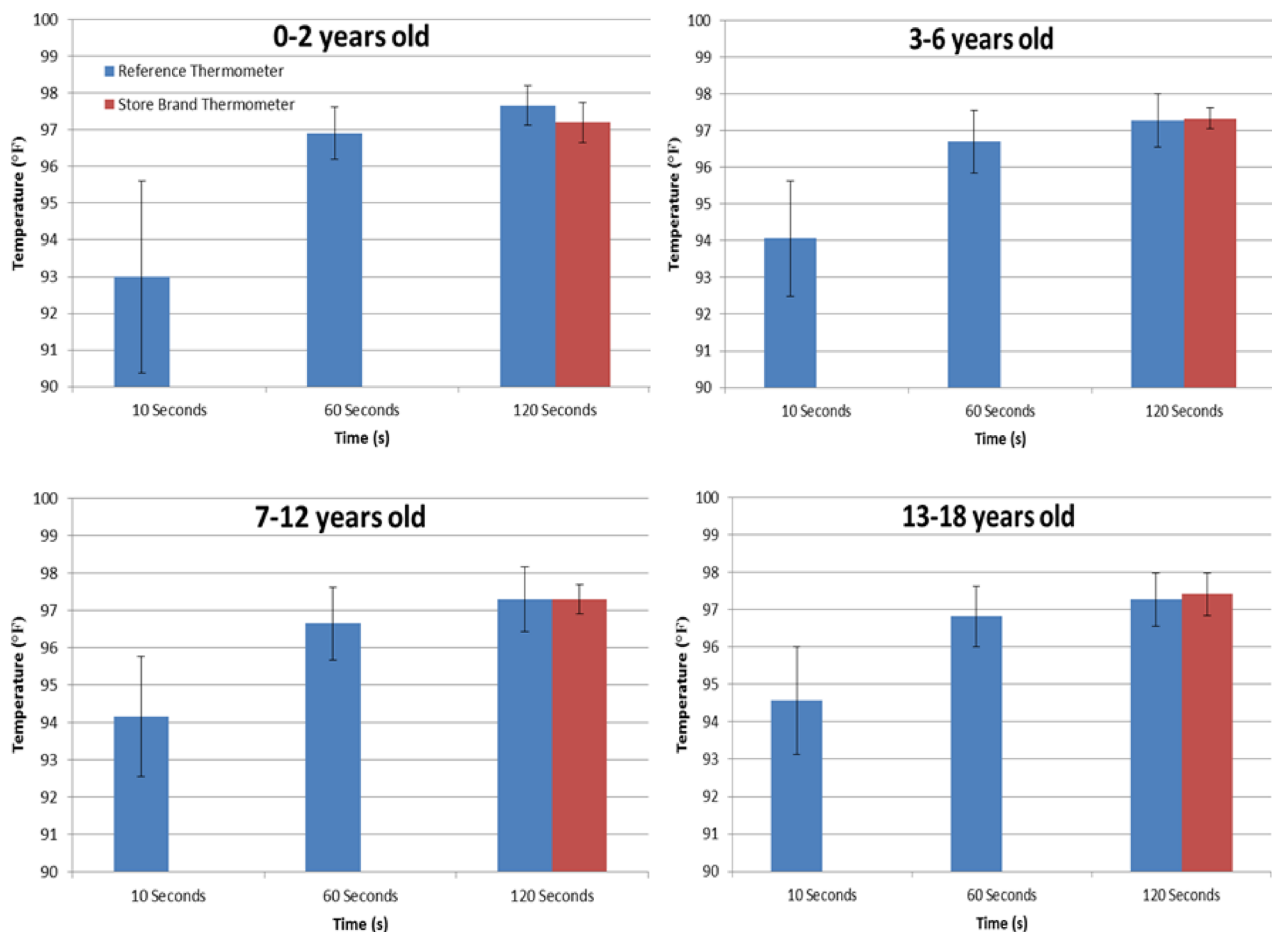 0-2 years old
Reference Thermometer
Store Brand Thermometer
100
99
98
97
96
95
94
93
92
91
90
Temperature (°F)
10 Seconds 60 Seconds 120 Seconds
Time (s)
3-6 years old
100
99
98
97
96
95
94
93
92
91
90
Temperature (°F)
10 Seconds 60 Seconds 120 Seconds
Time (s)
7-12 years old
100
99
98
97
96
95
94
93
92
91
90
Temperature (°F)
10 Seconds 60 Seconds 120 Seconds
Time (s)
13-18 years old
100
99
98
97
96
95
94
93
92
91
90
Temperature (°F)
10 Seconds 60 Seconds 120 Seconds
Time (s)